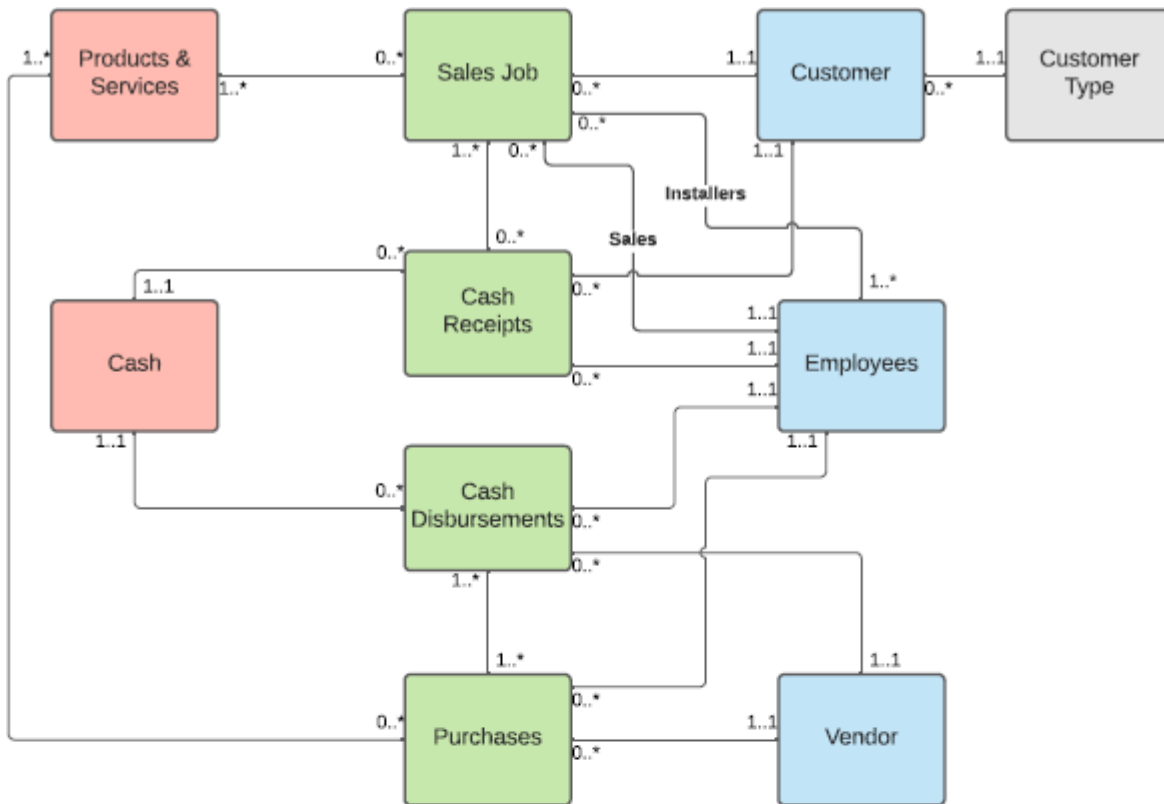 1..*
Products &
Services
1..*
0..*
Sales Job
0..*
0..*
1..*
0..*
1..1
Customer
0..*
1..1
1..1
Customer
Type
Installers
Sales
0..*
0..*
Cash
Receipts
0..*
0..*
1..1
Cash
1..1
1..*
1..1
1..1
1..1
Employees
1..1
0..*
Cash
Disbursements
0..*
0..*
1..*
1..*
0..*
Purchases
0..*
0..*
1..1
1..1
Vendor